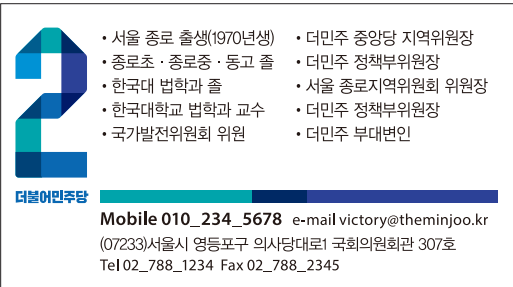 2
더불어민주당
• 서울 종로 출생(1970년생)
• 종로초 · 종로중 · 동고 졸
• 한국대 법학과 졸
• 한국대학교 법학과 교수
• 국가발전위원회 위원
• 더민주 중앙당 지역위원장
• 더민주 정책부위원장
• 서울 종로지역위원회 위원장
• 더민주 정책부위원장
• 더민주 부대변인
Mobile 010_234_5678 e-mail victory@theminjoo.kr
(07233)서울시 영등포구 의사당대로1 국회의원회관 307호
Tel 02_788_1234 Fax 02_788_2345